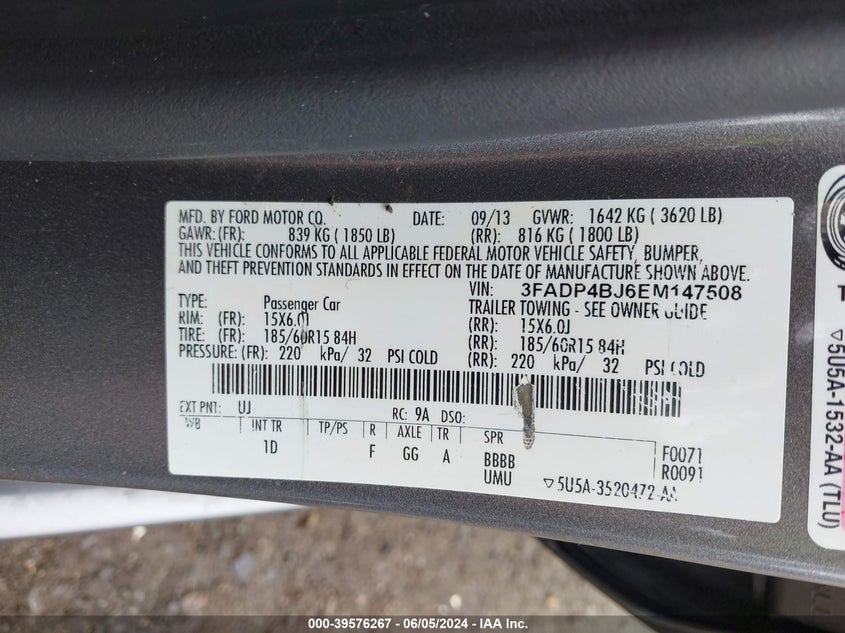 MFD. BY FORD MOTOR CO. DATE: 09/13 GVWR: 1642 KG ( 3620 LB)
GAWR: (FR): 839 KG ( 1850 LB) (RR): 816 KG ( 1800 LB)
THIS VEHICLE CONFORMS TO ALL APPLICABLE FEDERAL MOTOR VEHICLE SAFETY, BUMPER,
AND THEFT PREVENTION STANDARDS IN EFFECT ON THE DATE OF MANUFACTURE SHOWN ABOVE.
VIN: 3FADP4BJ6EM147508
TYPE: Passenger Car TRAILER TOWING - SEE OWNER GUIDE
RIM: (FR): 15X6.0J (RR): 15X6.0J
TIRE: (FR): 185/60R15 84H (RR): 185/60R15 84H
PRESSURE: (FR): 220 kPa/ 32 PSI COLD (RR): 220 kPa/ 32 PSI COLD
EXT PNT: UJ RC: 9A DSO:
WB INT TR TP/PS R AXLE TR SPR
1D F GG A BBBB F0071
UMU R0091
▽5U5A-3520472-AA
▽5U5A-1532-AA (TLU)
000-39576267 - 06/05/2024 - IAA Inc.